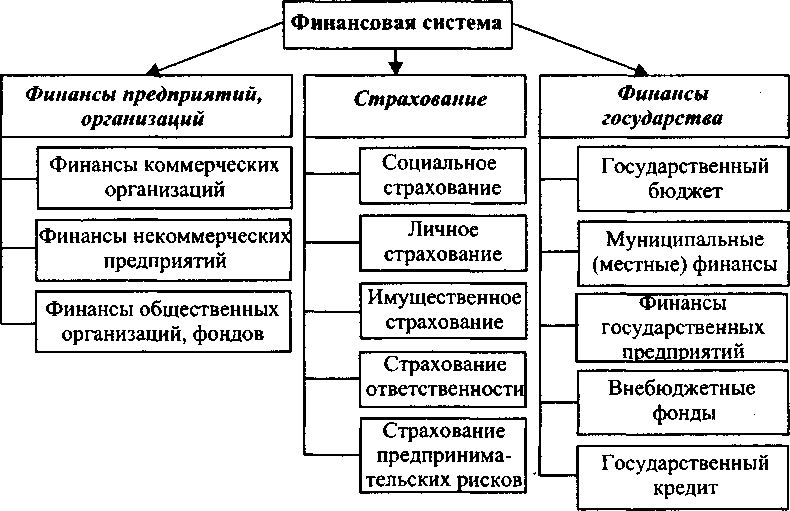 Финансовая система
Финансы предприятий,
организаций
Финансы коммерческих
организаций
Финансы некоммерческих
предприятий
Финансы общественных
организаций, фондов
Страхование
Социальное
страхование
Личное
страхование
Имущественное
страхование
Страхование
ответственности
Страхование
предпринима-
тельских рисков
Финансы
государства
Государственный
бюджет
Муниципальные
(местные) финансы
Финансы
государственных
предприятий
Внебюджетные
фонды
Государственный
кредит